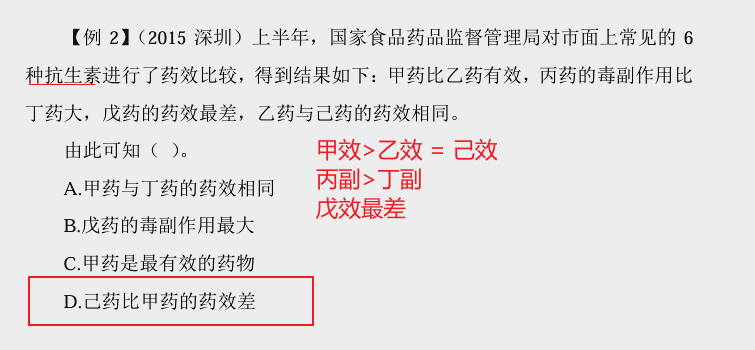 【例 2】（2015 深圳）上半年，国家食品药品监督管理局对市面上常见的 6
种抗生素进行了药效比较，得到结果如下：甲药比乙药有效，丙药的毒副作用比
丁药大，戊药的药效最差，乙药与己药的药效相同。
由此可知（ ）。
A.甲药与丁药的药效相同
B.戊药的毒副作用最大
C.甲药是最有效的药物
D.己药比甲药的药效差
甲效>乙效 = 己效
丙副>丁副
戊效最差